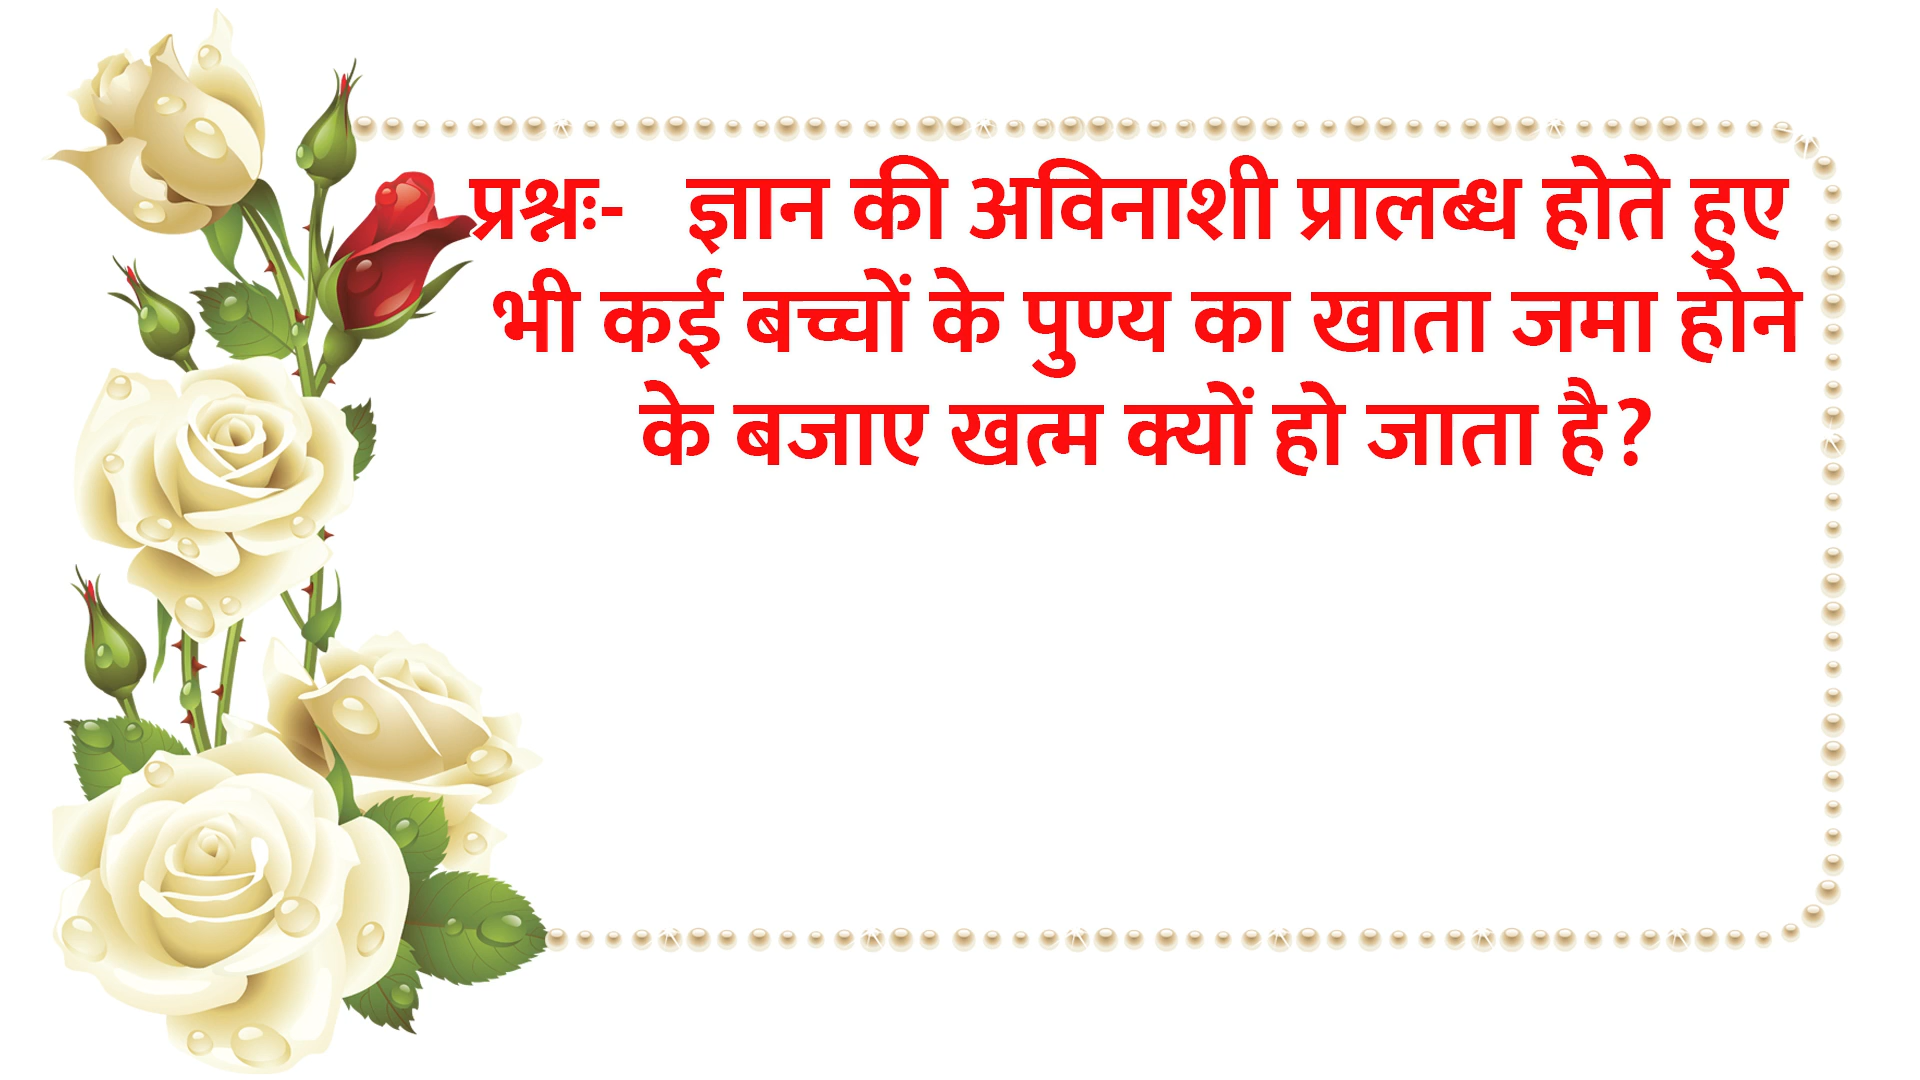 प्रश्नः- ज्ञान की अविनाशी प्रालब्ध होते हुए
भी कई बच्चों के पुण्य का खाता जमा होने
के बजाए खत्म क्यों हो जाता है?